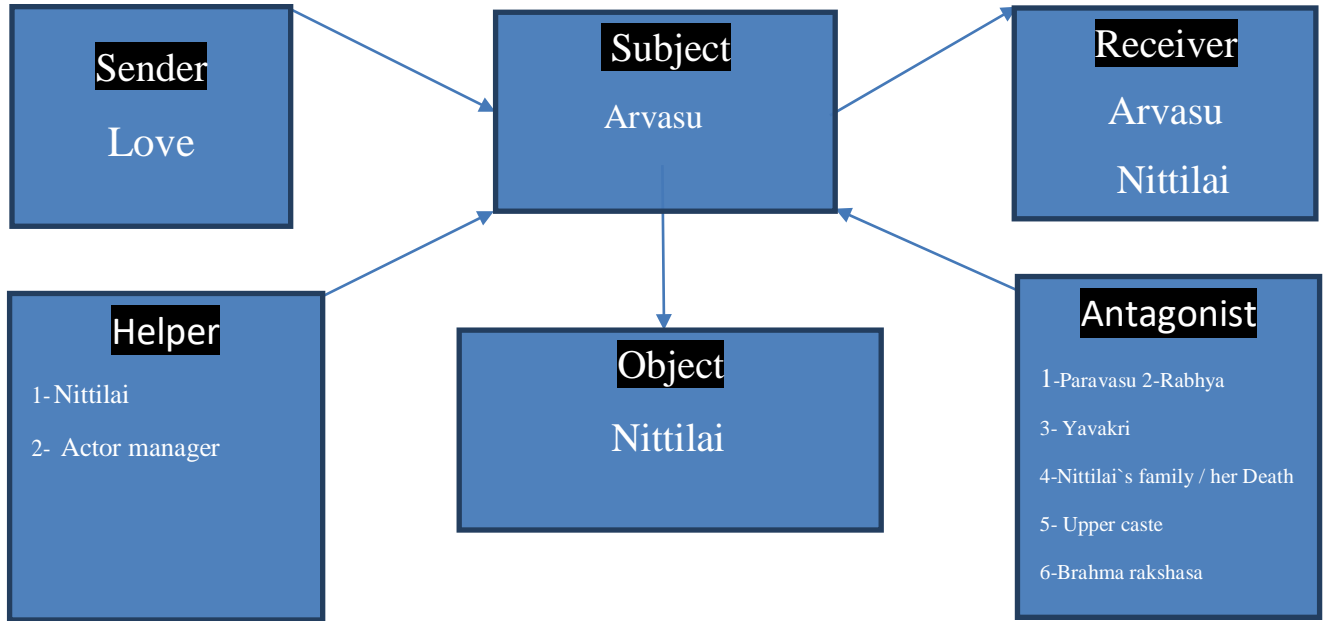 Sender
Love
Subject
Arvasu
Receiver
Arvasu
Nittilai
Helper
1- Nittilai
2- Actor manager
Object
Nittilai
Antagonist
1-Paravasu 2-Rabhya
3- Yavakri
4-Nittilai`s family / her Death
5- Upper caste
6-Brahma rakshasa